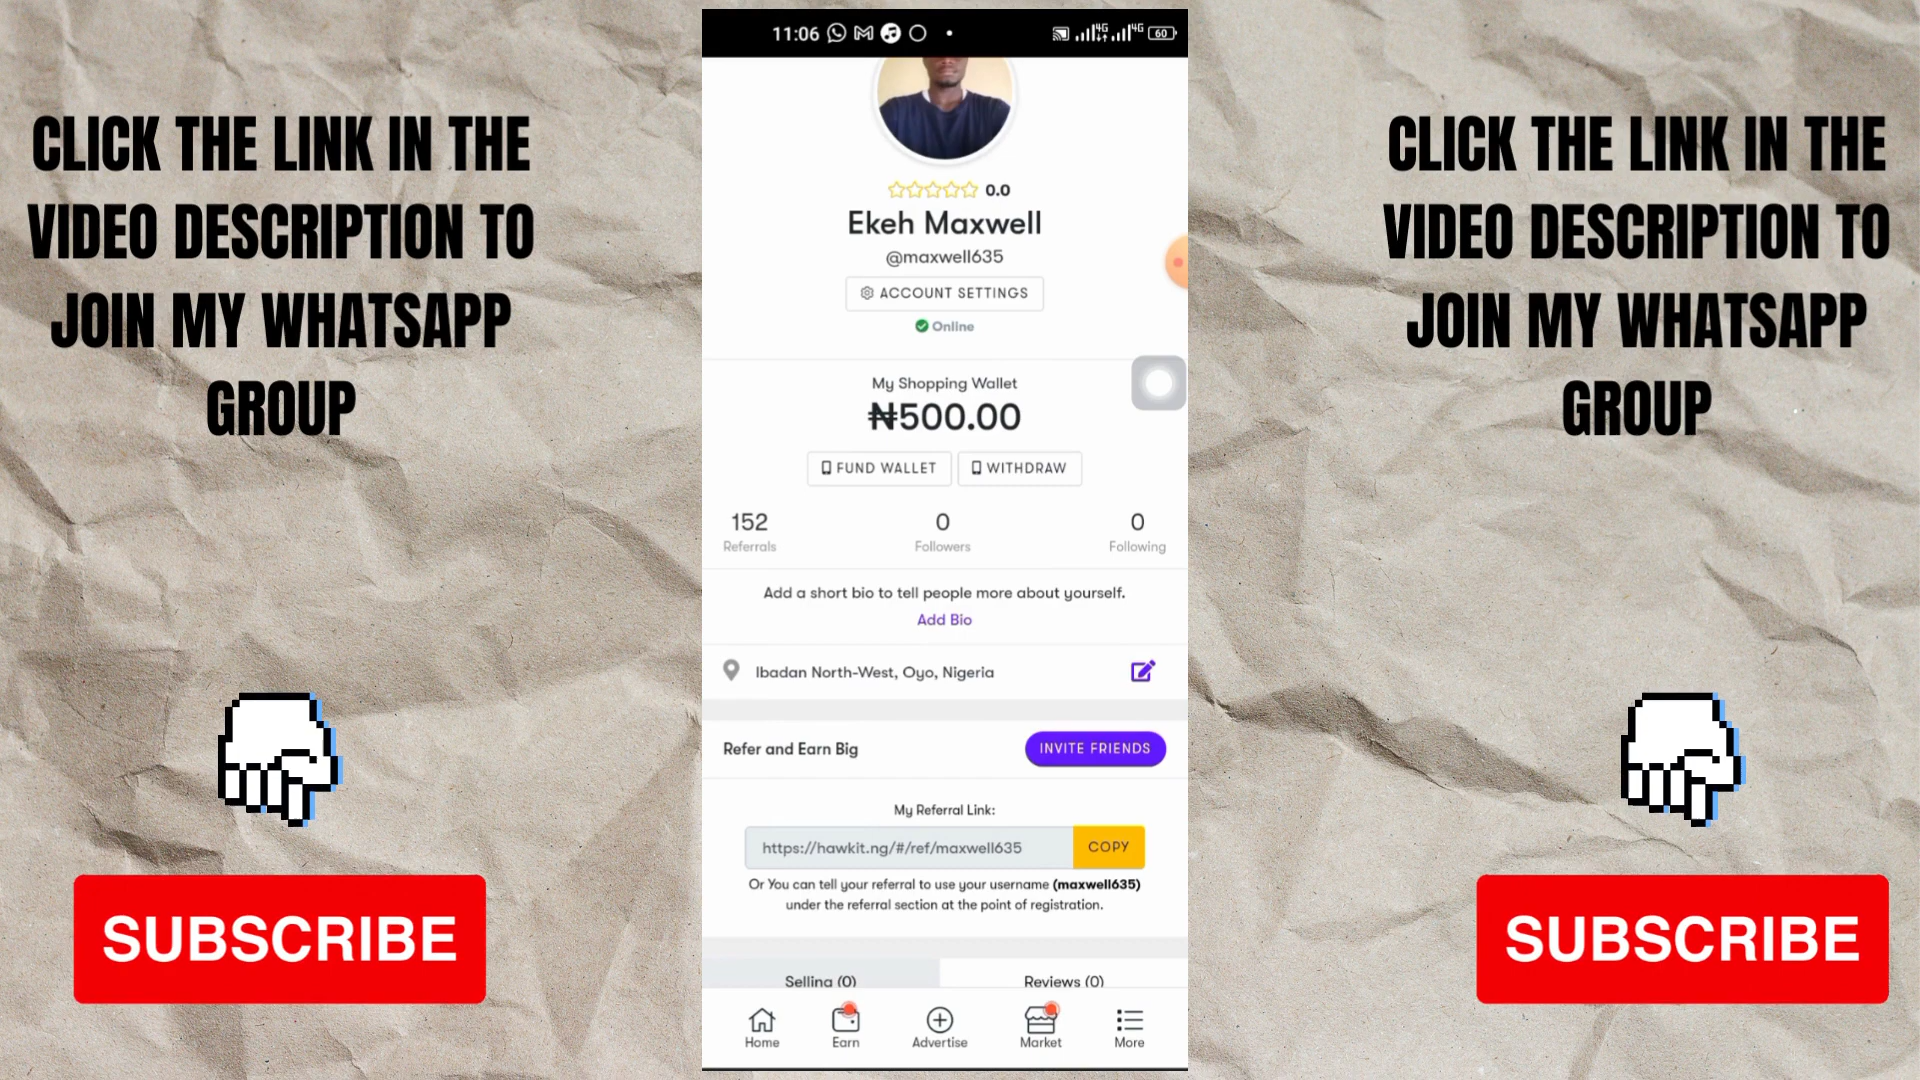 CLICK THE LINK IN THE
VIDEO DESCRIPTION TO
JOIN MY WHATSAPP
GROUP
SUBSCRIBE
11:06
4G
4G
60
0.0
Ekeh Maxwell
@maxwell635
ACCOUNT SETTINGS
Online
My Shopping Wallet
₦500.00
FUND WALLET
WITHDRAW
152
0
0
Referrals
Followers
Following
Add a short bio to tell people more about yourself.
Add Bio
Ibadan North-West, Oyo, Nigeria
Refer and Earn Big
INVITE FRIENDS
My Referral Link:
https://hawkit.ng/#/ref/maxwell635
COPY
Or You can tell your referral to use your username (maxwell635)
under the referral section at the point of registration.
Selling (0)
Reviews (0)
Home
Earn
Advertise
Market
More
CLICK THE LINK IN THE
VIDEO DESCRIPTION TO
JOIN MY WHATSAPP
GROUP
SUBSCRIBE